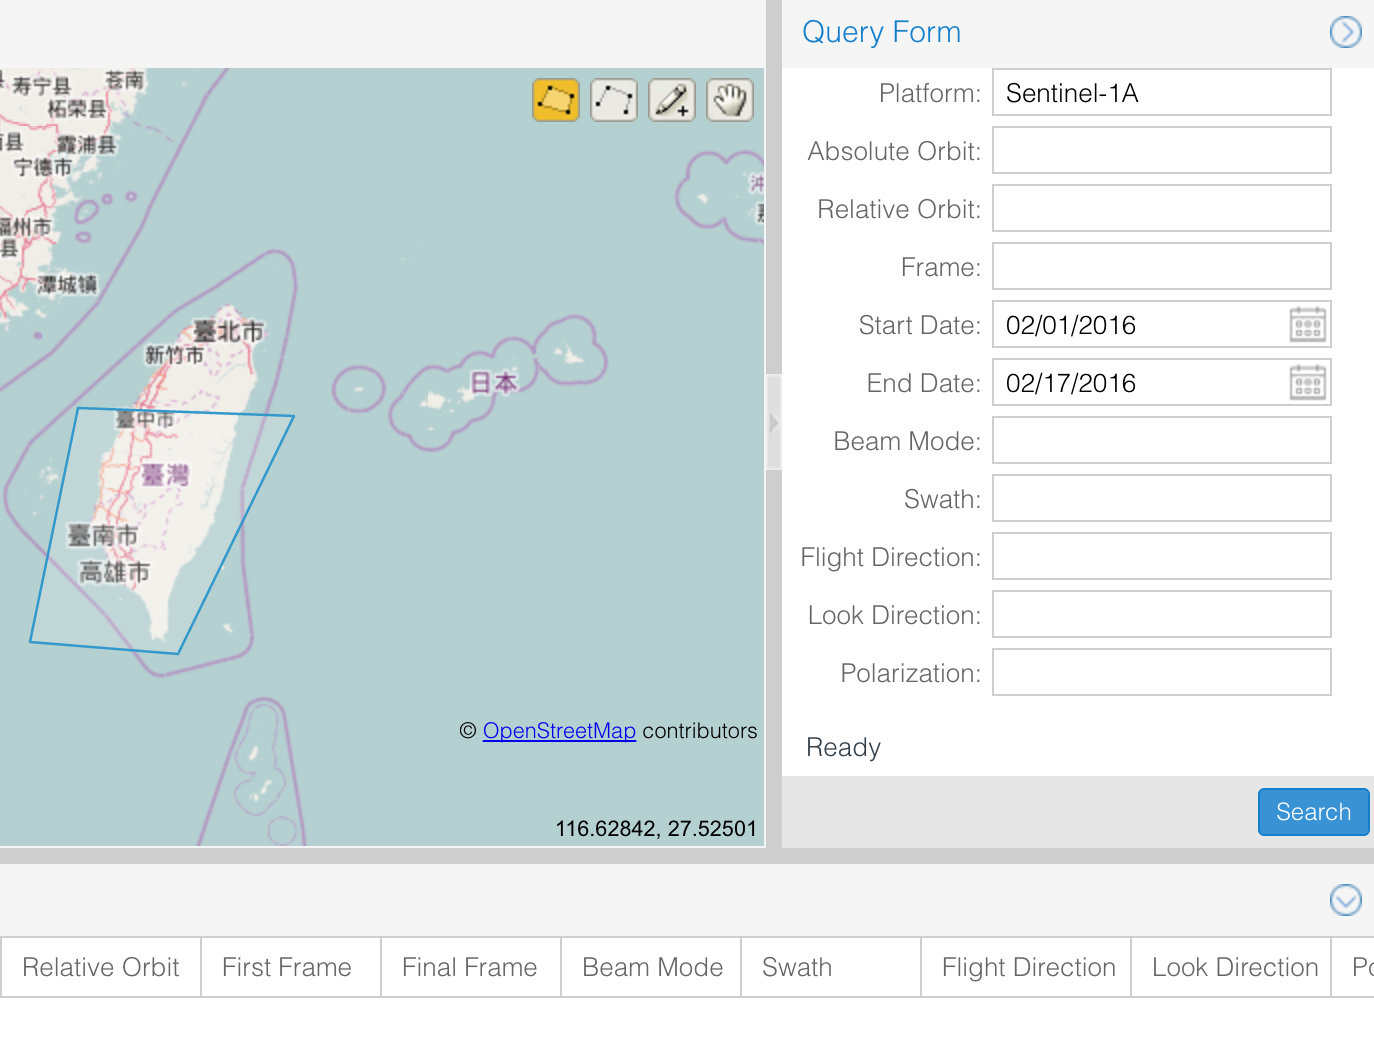 Query Form
Platform: Sentinel-1A
Absolute Orbit:
Relative Orbit:
Frame:
Start Date: 02/01/2016
End Date: 02/17/2016
Beam Mode:
Swath:
Flight Direction:
Look Direction:
Polarization:
Ready
Search
寿宁县
苍南
柘荣县
县
霞浦县
宁德市
福州市
县
潭城镇
臺北市
新竹市
臺中市
臺灣
臺南市
高雄市
日本
沖
© OpenStreetMap contributors
116.62842, 27.52501
Relative Orbit First Frame Final Frame Beam Mode Swath Flight Direction Look Direction Po